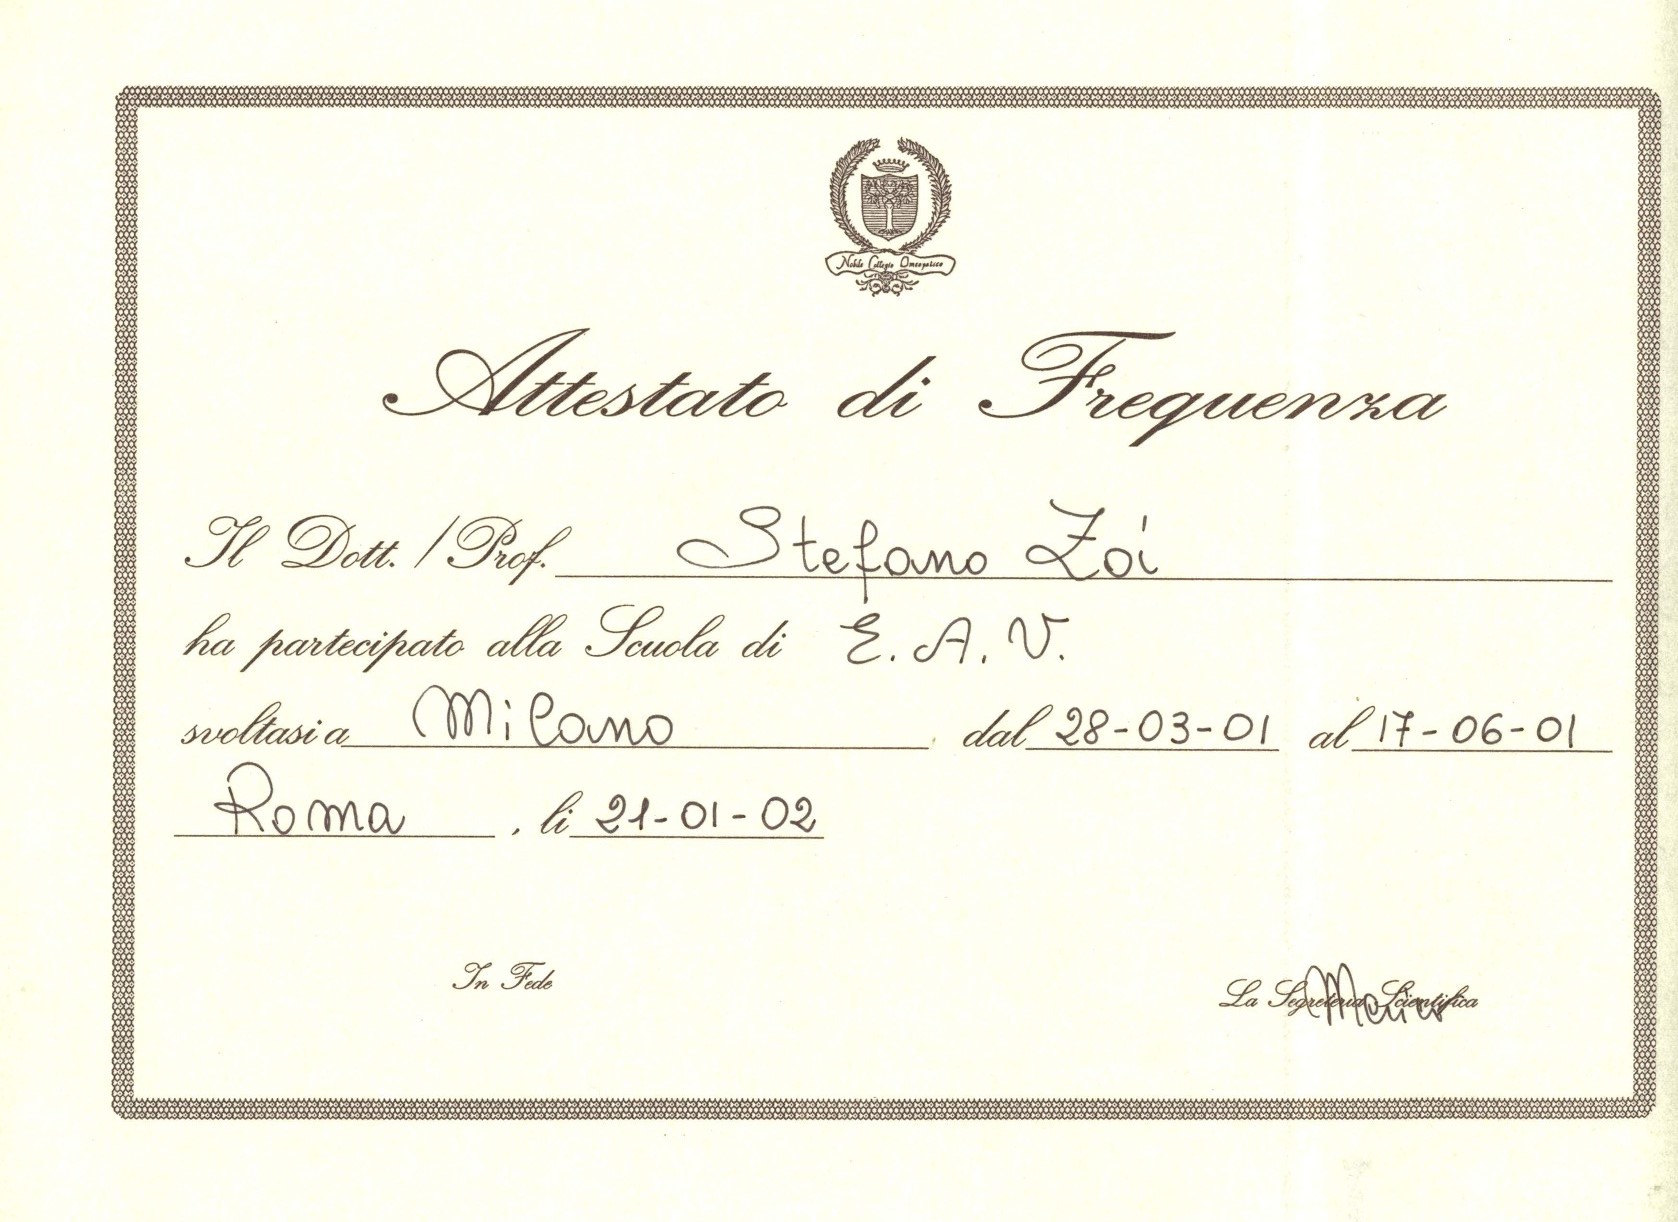 Nobile Collegio Omeopatico
Attestato di Frequenza
Il Dott. / Prof. Stefano Zoi
ha partecipato alla Scuola di E. A. V.
svoltasi a Milano dal 28-03-01 al 17-06-01
Roma, li 21-01-02
In Fede
La Segreteria Scientifica